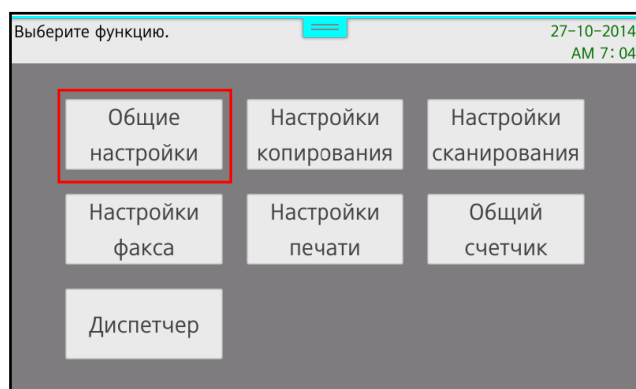 Выберите функцию.
27-10-2014
AM 7:04
Общие
настройки
Настройки
копирования
Настройки
сканирования
Настройки
факса
Настройки
печати
Общий
счетчик
Диспетчер